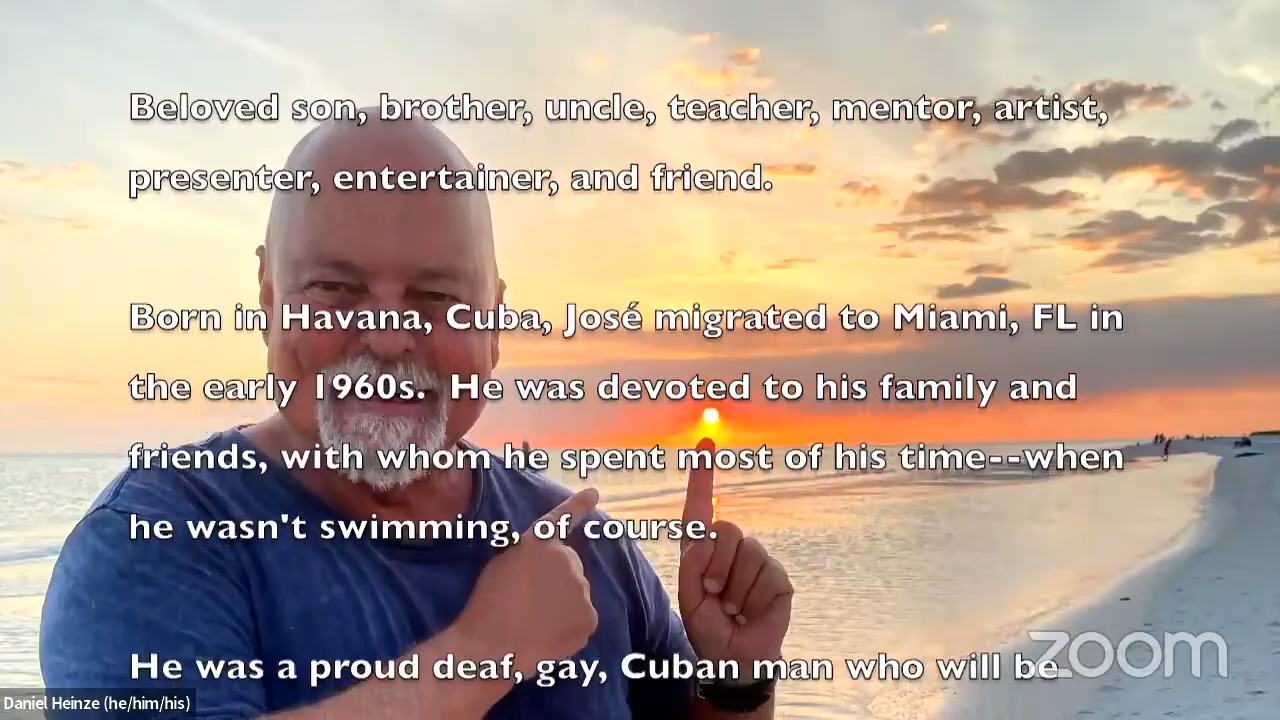 Beloved son, brother, uncle, teacher, mentor, artist,
presenter, entertainer, and friend.
Born in Havana, Cuba, José migrated to Miami, FL in
the early 1960s.  He was devoted to his family and
friends, with whom he spent most of his time--when
he wasn't swimming, of course.
He was a proud deaf, gay, Cuban man who will be
zoom
Daniel Heinze (he/him/his)